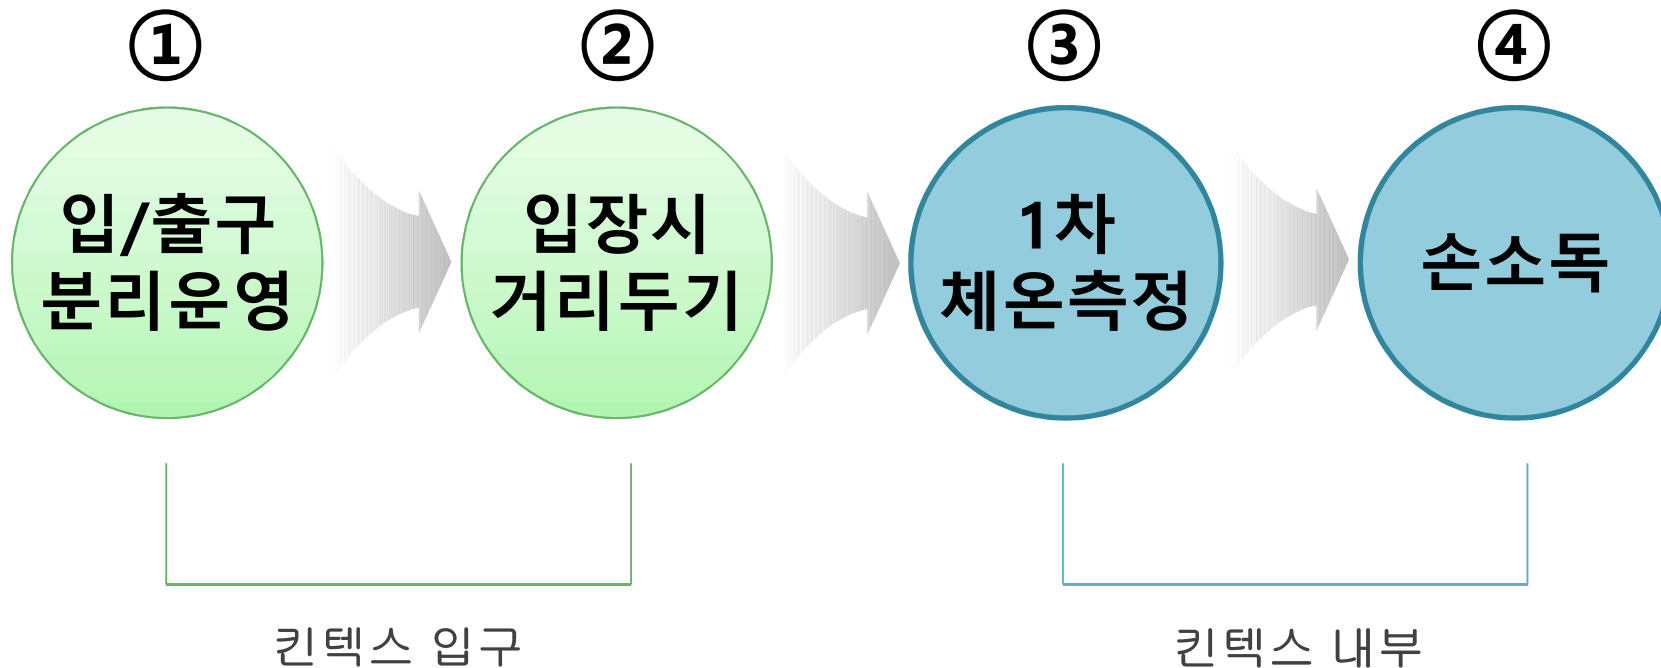 ① ② ③ ④
입/출구
분리운영
입장시
거리두기
1차
체온측정
손소독
킨텍스 입구
킨텍스 내부